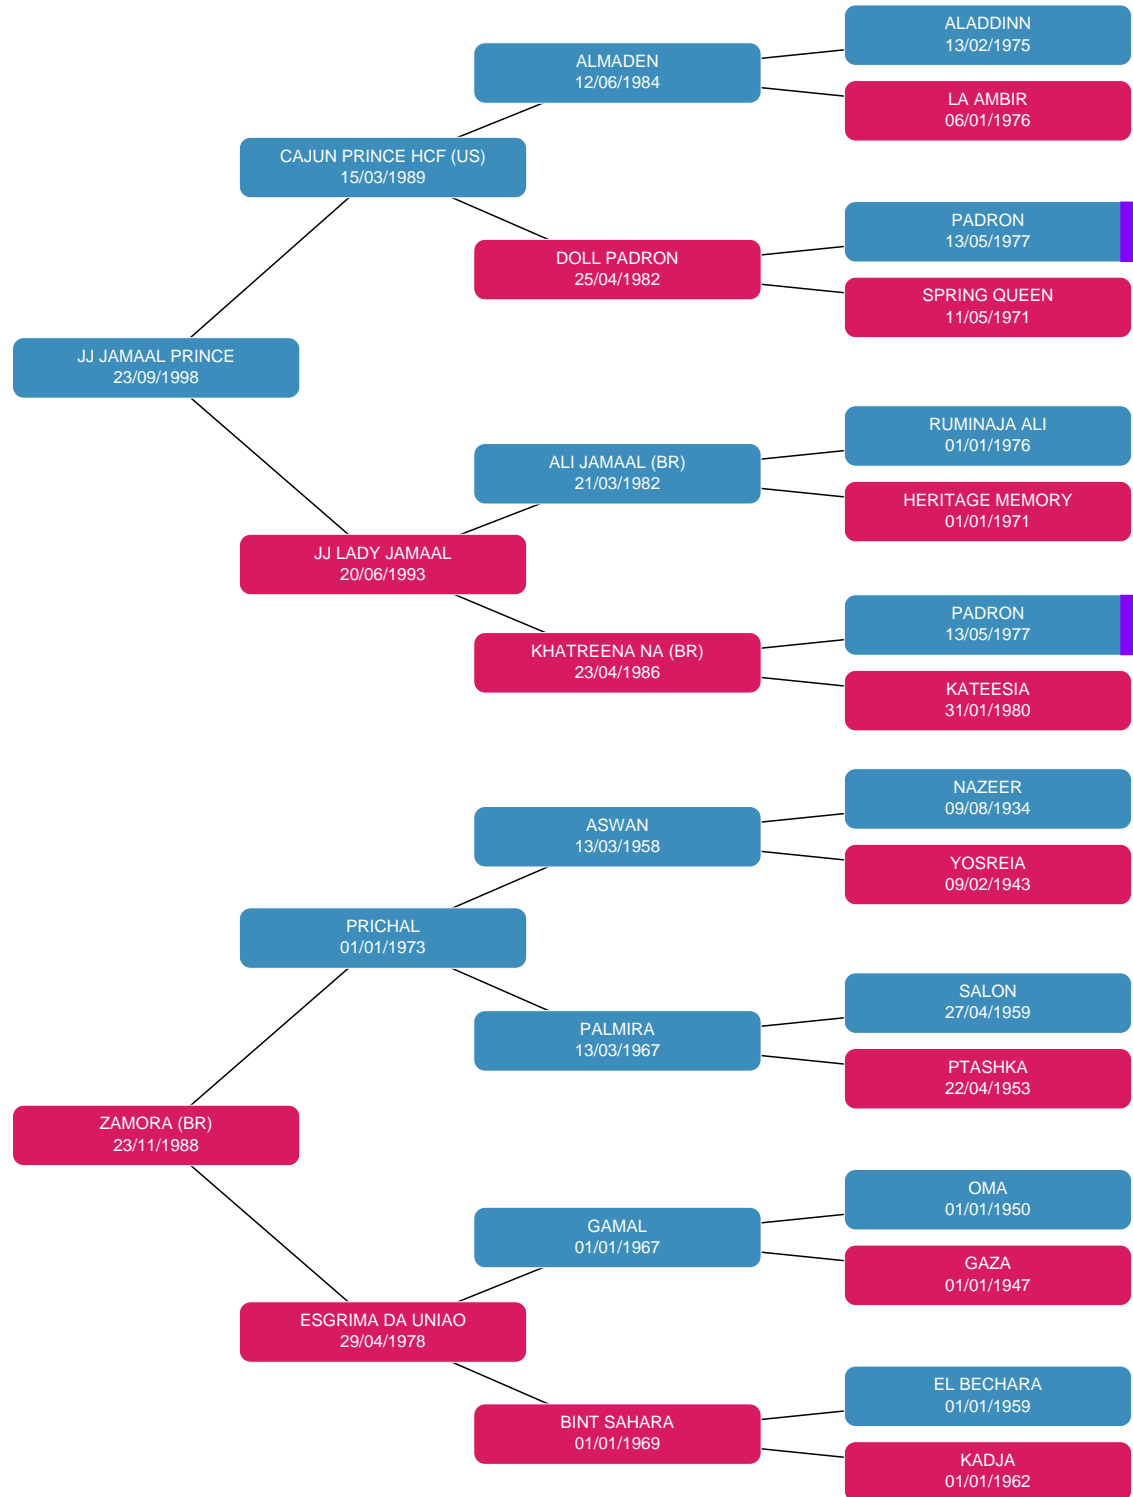 ALADDINN
13/02/1975
ALMADEN
12/06/1984
LA AMBIR
06/01/1976
CAJUN PRINCE HCF (US)
15/03/1989
PADRON
13/05/1977
DOLL PADRON
25/04/1982
SPRING QUEEN
11/05/1971
JJ JAMAAL PRINCE
23/09/1998
RUMINAJA ALI
01/01/1976
ALI JAMAAL (BR)
21/03/1982
HERITAGE MEMORY
01/01/1971
JJ LADY JAMAAL
20/06/1993
PADRON
13/05/1977
KHATREENA NA (BR)
23/04/1986
KATEESIA
31/01/1980
NAZEER
09/08/1934
ASWAN
13/03/1958
YOSREIA
09/02/1943
PRICHAL
01/01/1973
SALON
27/04/1959
PALMIRA
13/03/1967
PTASHKA
22/04/1953
ZAMORA (BR)
23/11/1988
OMA
01/01/1950
GAMAL
01/01/1967
GAZA
01/01/1947
ESGRIMA DA UNIAO
29/04/1978
EL BECHARA
01/01/1959
BINT SAHARA
01/01/1969
KADJA
01/01/1962